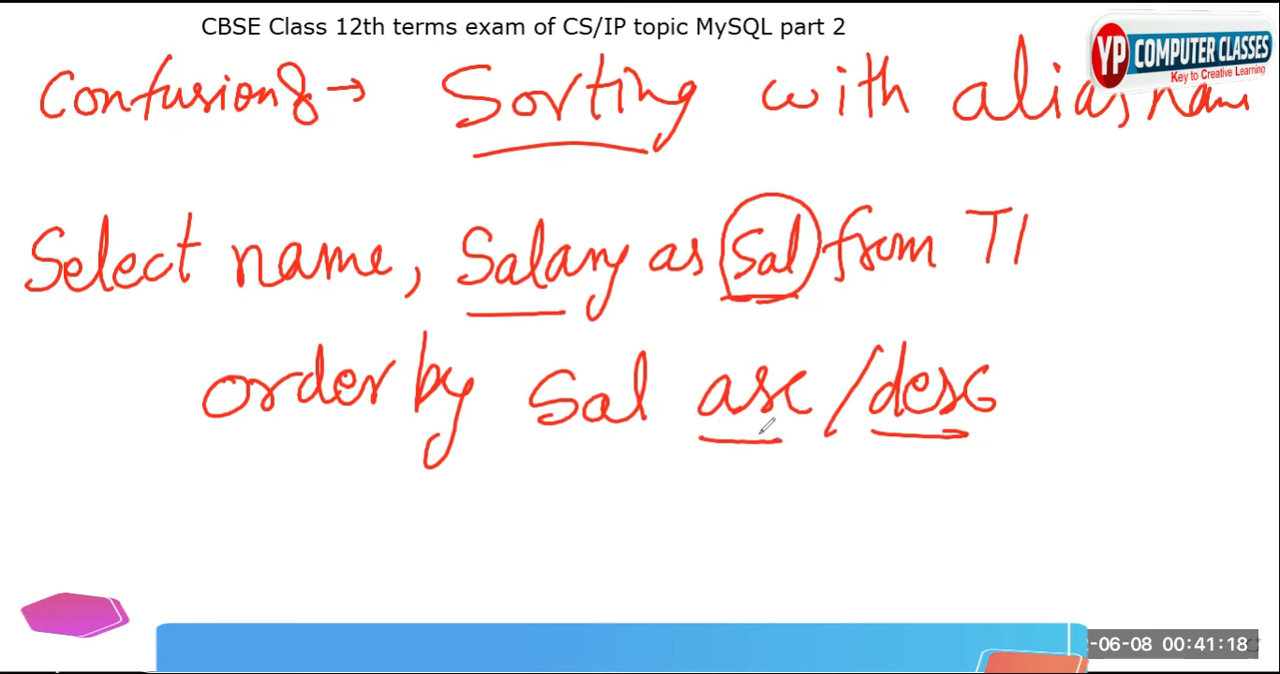 CBSE Class 12th terms exam of CS/IP topic MySQL part 2
YP COMPUTER CLASSES
Key to Creative Learning
Confusion8 → Sorting with alias name
Select name, Salary as Sal from T1
order by Sal asc / desc
-06-08 00:41:18